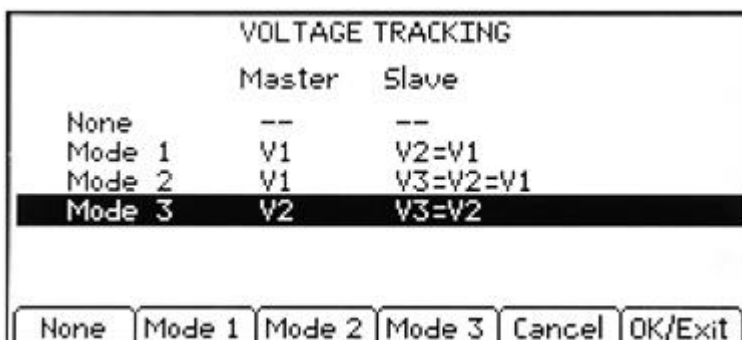 VOLTAGE TRACKING
Master Slave
None -- --
Mode 1 V1 V2=V1
Mode 2 V1 V3=V2=V1
Mode 3 V2 V3=V2
None Mode 1 Mode 2 Mode 3 Cancel OK/Exit